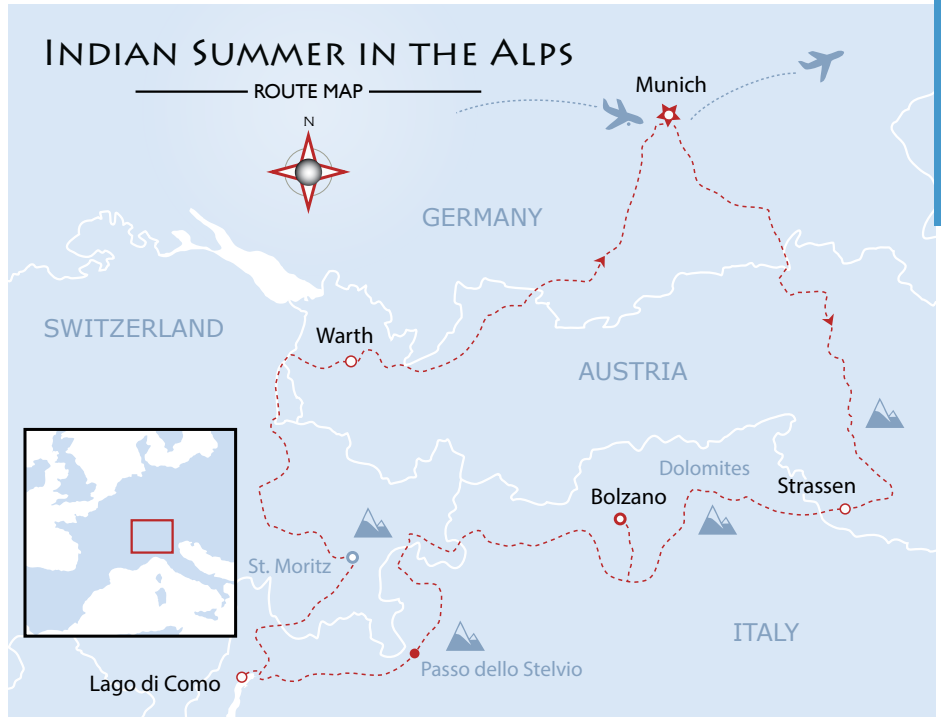 INDIAN SUMMER IN THE ALPS
ROUTE MAP
N
Munich
GERMANY
SWITZERLAND
Warth
AUSTRIA
Dolomites
Bolzano
Strassen
St. Moritz
ITALY
Passo dello Stelvio
Lago di Como